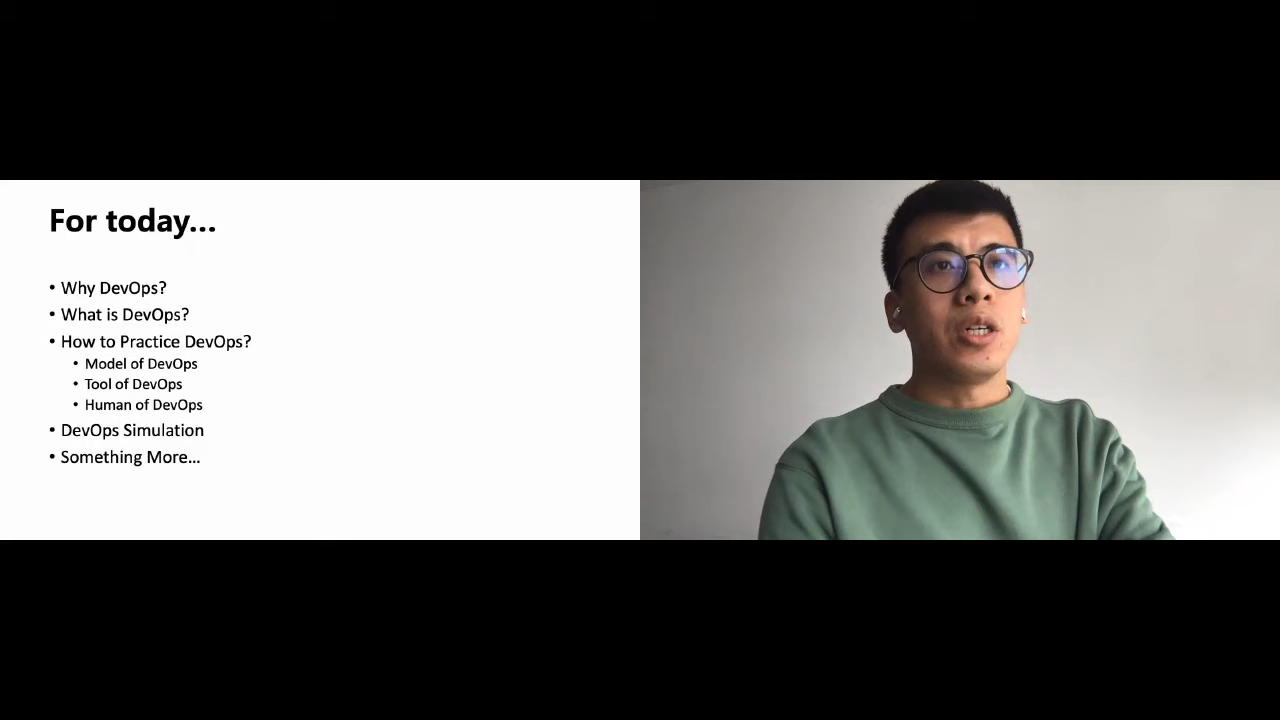 For today...
• Why DevOps?
• What is DevOps?
• How to Practice DevOps?
• Model of DevOps
• Tool of DevOps
• Human of DevOps
• DevOps Simulation
• Something More...